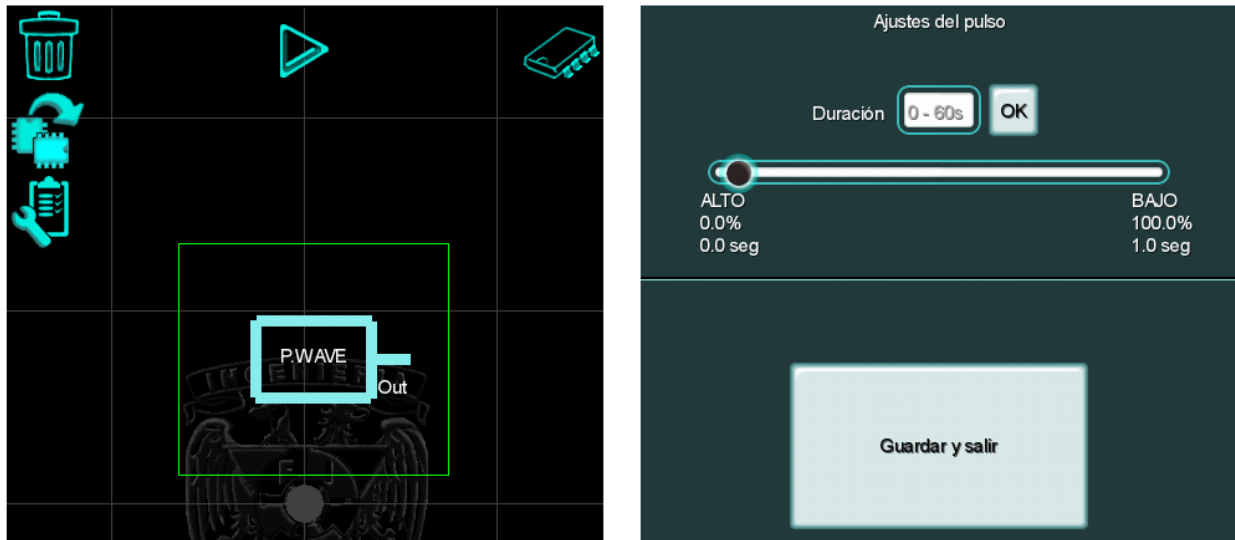 P.WAVE
Out
INGENIERIA
F I
Ajustes del pulso
Duración 0 - 60s OK
ALTO BAJO
0.0% 100.0%
0.0 seg 1.0 seg
Guardar y salir